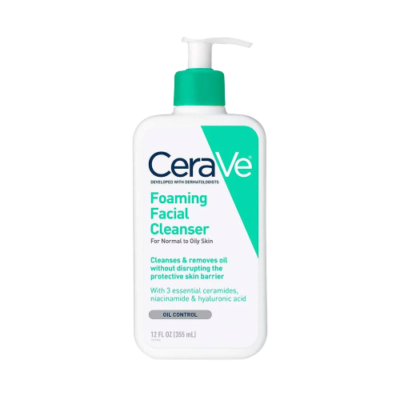 CeraVe®
DEVELOPED WITH DERMATOLOGISTS
Foaming
Facial
Cleanser
For Normal to Oily Skin
Cleanses & removes oil
without disrupting the
protective skin barrier
With 3 essential ceramides,
niacinamide & hyaluronic acid
OIL CONTROL
12 FL OZ (355 mL)